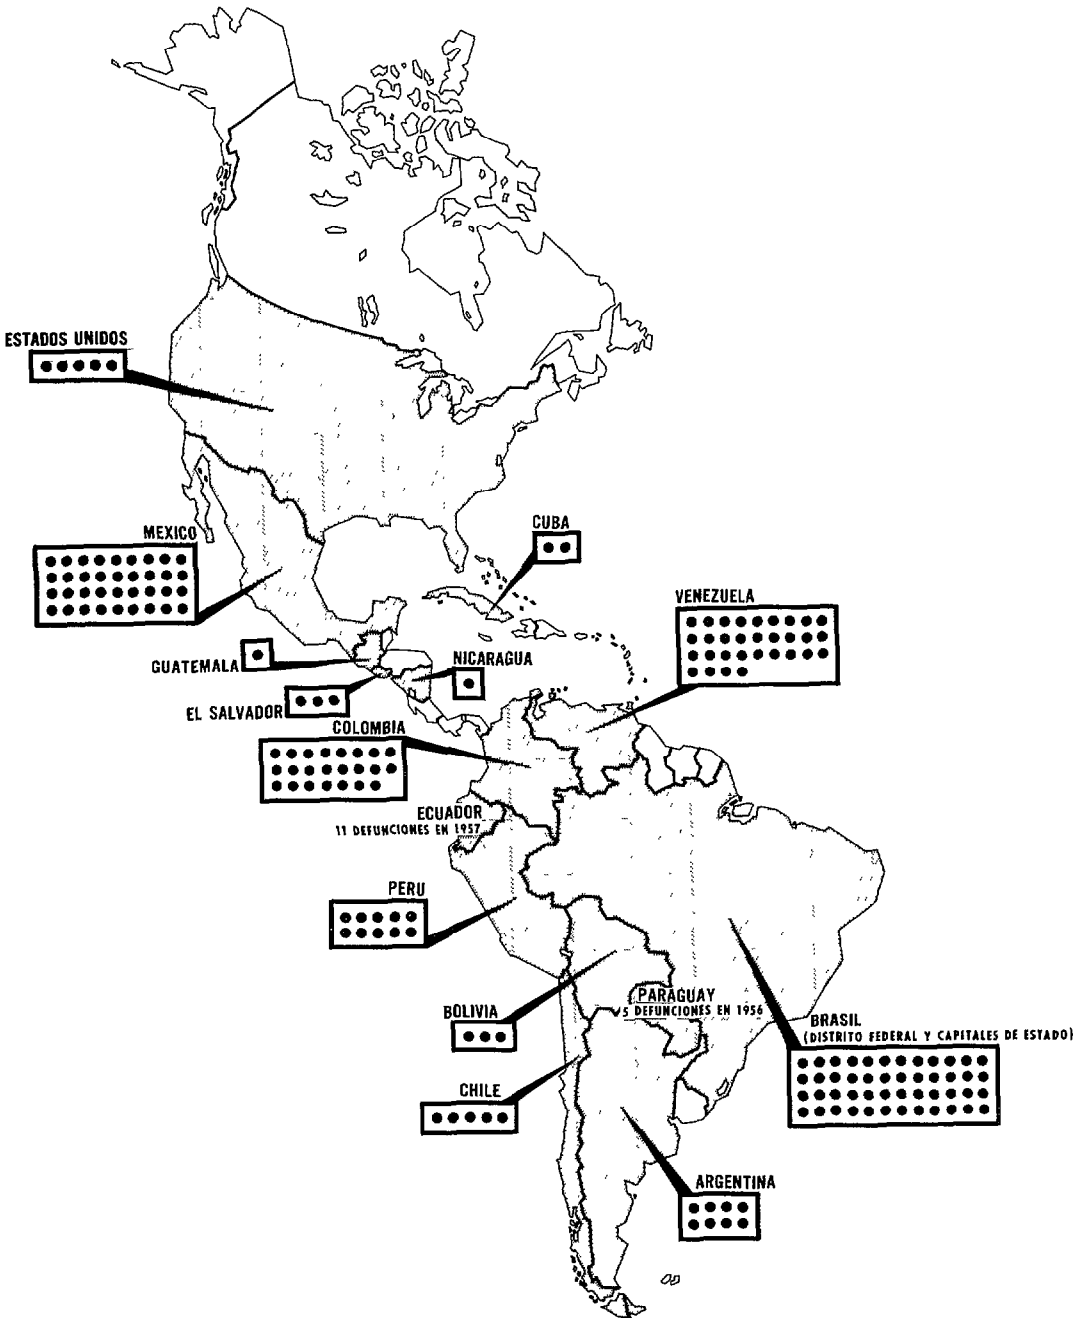 ESTADOS UNIDOS
CUBA
MEXICO
VENEZUELA
GUATEMALA
NICARAGUA
EL SALVADOR
COLOMBIA
ECUADOR
11 DEFUNCIONES EN 1957
PERU
BOLIVIA
PARAGUAY
5 DEFUNCIONES EN 1956
BRASIL
(DISTRITO FEDERAL Y CAPITALES DE ESTADO)
CHILE
ARGENTINA